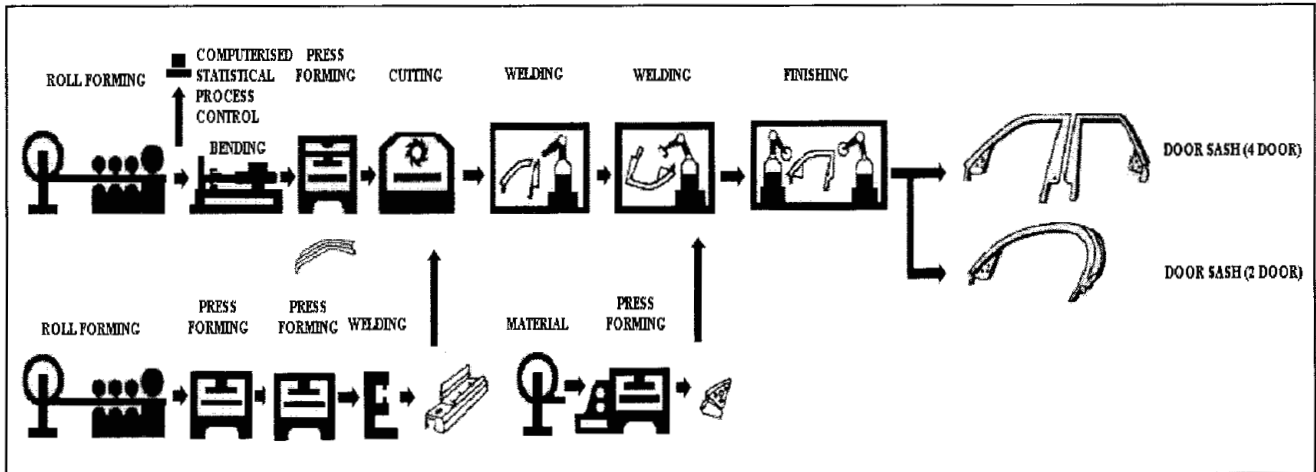 ROLL FORMING
COMPUTERISED
STATISTICAL
PROCESS
CONTROL
BENDING
PRESS
FORMING
CUTTING
WELDING
WELDING
FINISHING
DOOR SASH (4 DOOR)
DOOR SASH (2 DOOR)
ROLL FORMING
PRESS
FORMING
PRESS
FORMING
WELDING
MATERIAL
PRESS
FORMING